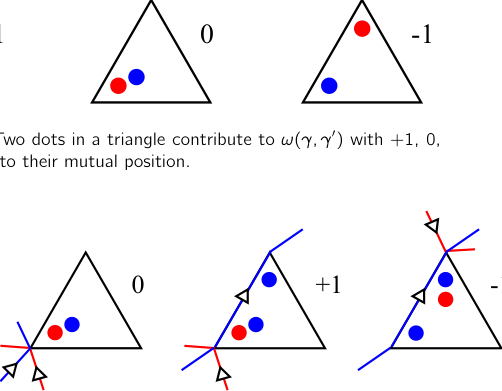 0
-1
Two dots in a triangle contribute to ω(γ, γ′) with +1, 0,
to their mutual position.
0
+1